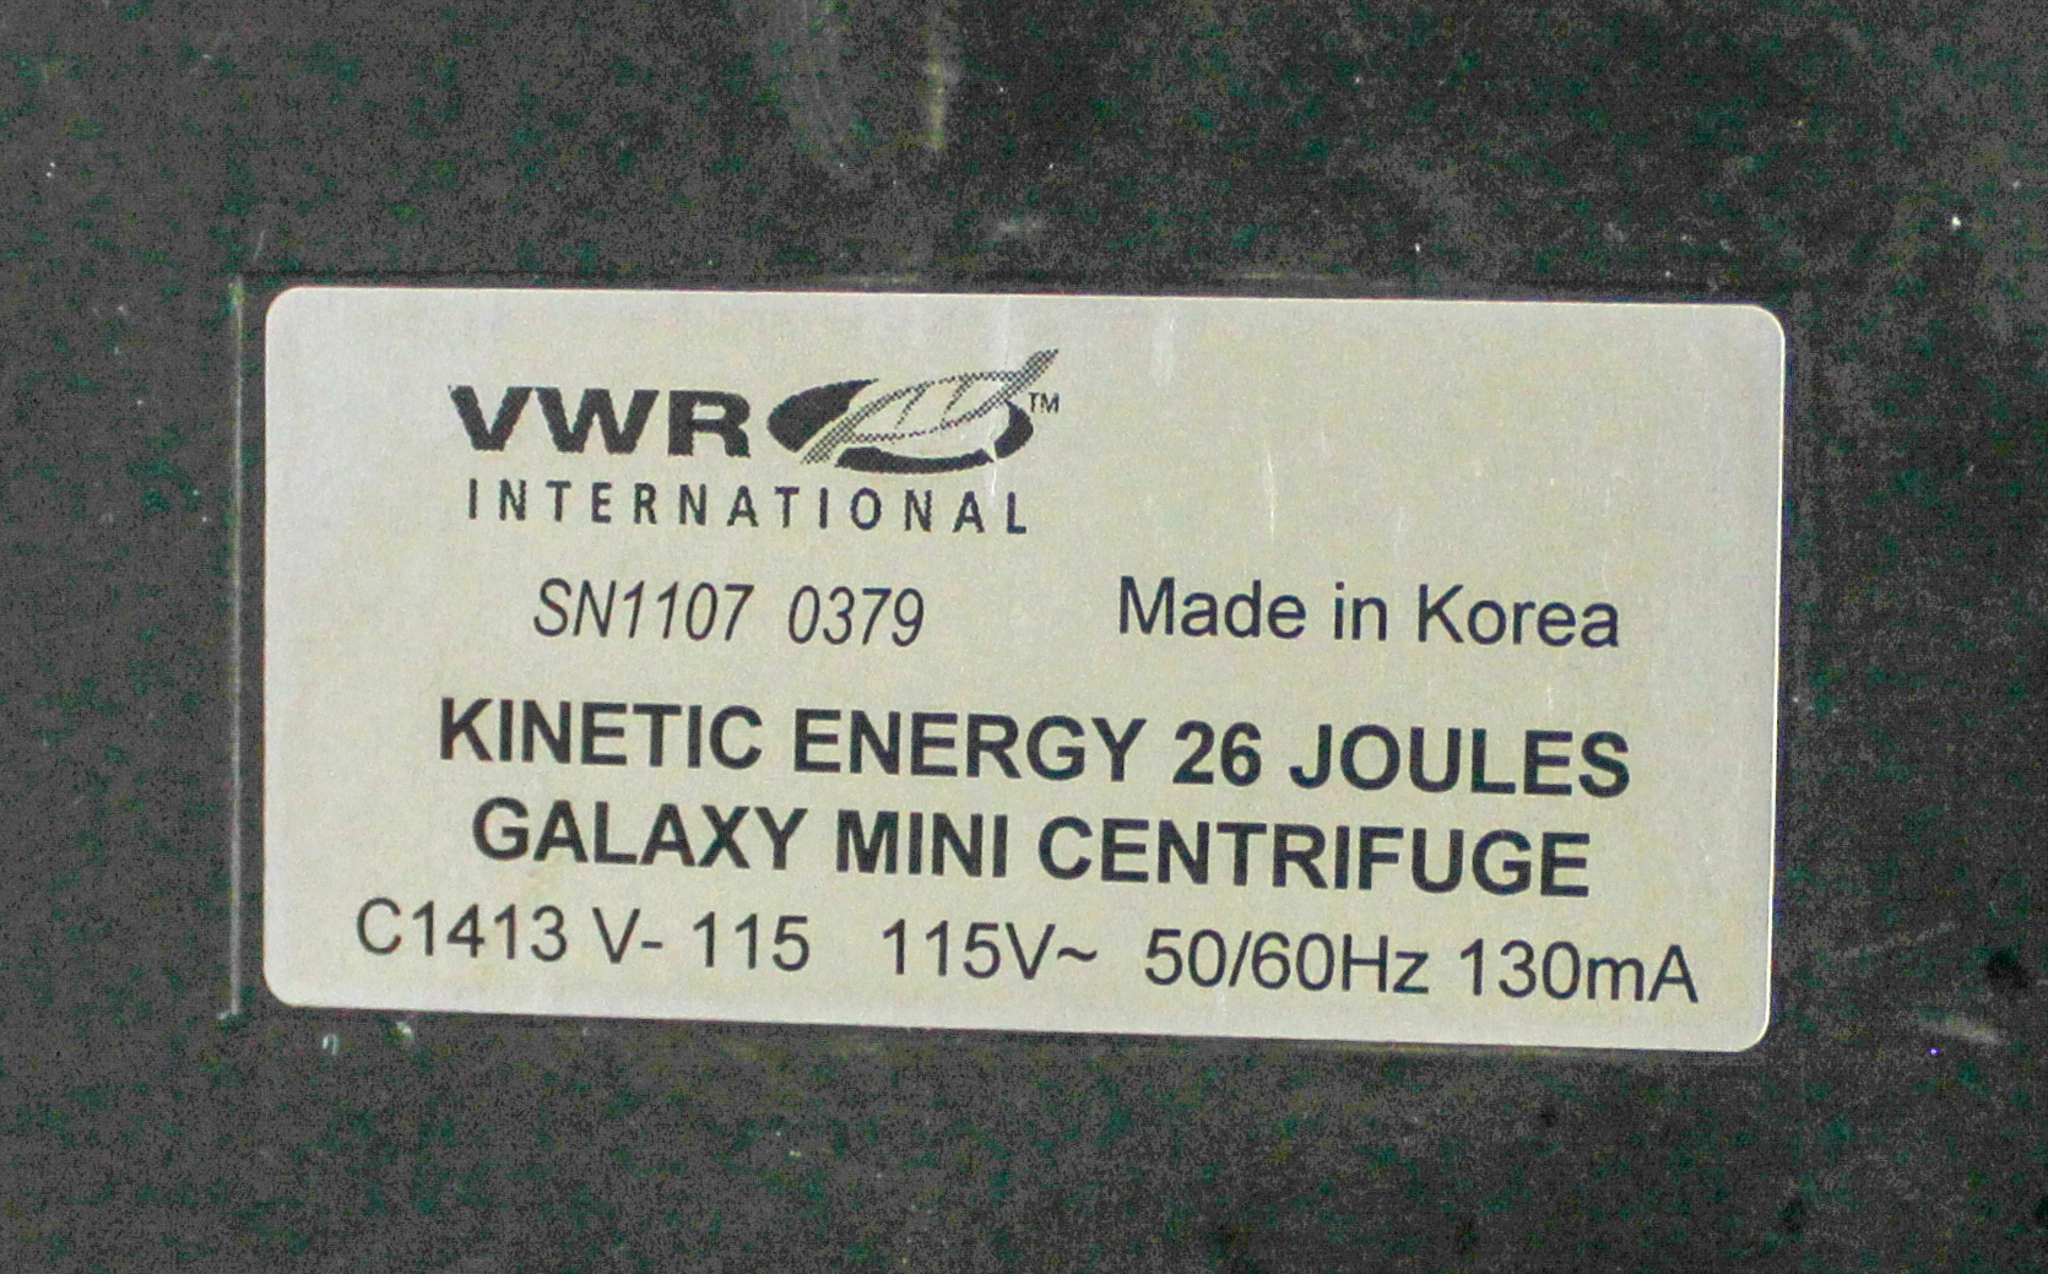 VWR™
INTERNATIONAL
SN1107 0379 Made in Korea
KINETIC ENERGY 26 JOULES
GALAXY MINI CENTRIFUGE
C1413 V- 115 115V~ 50/60Hz 130mA